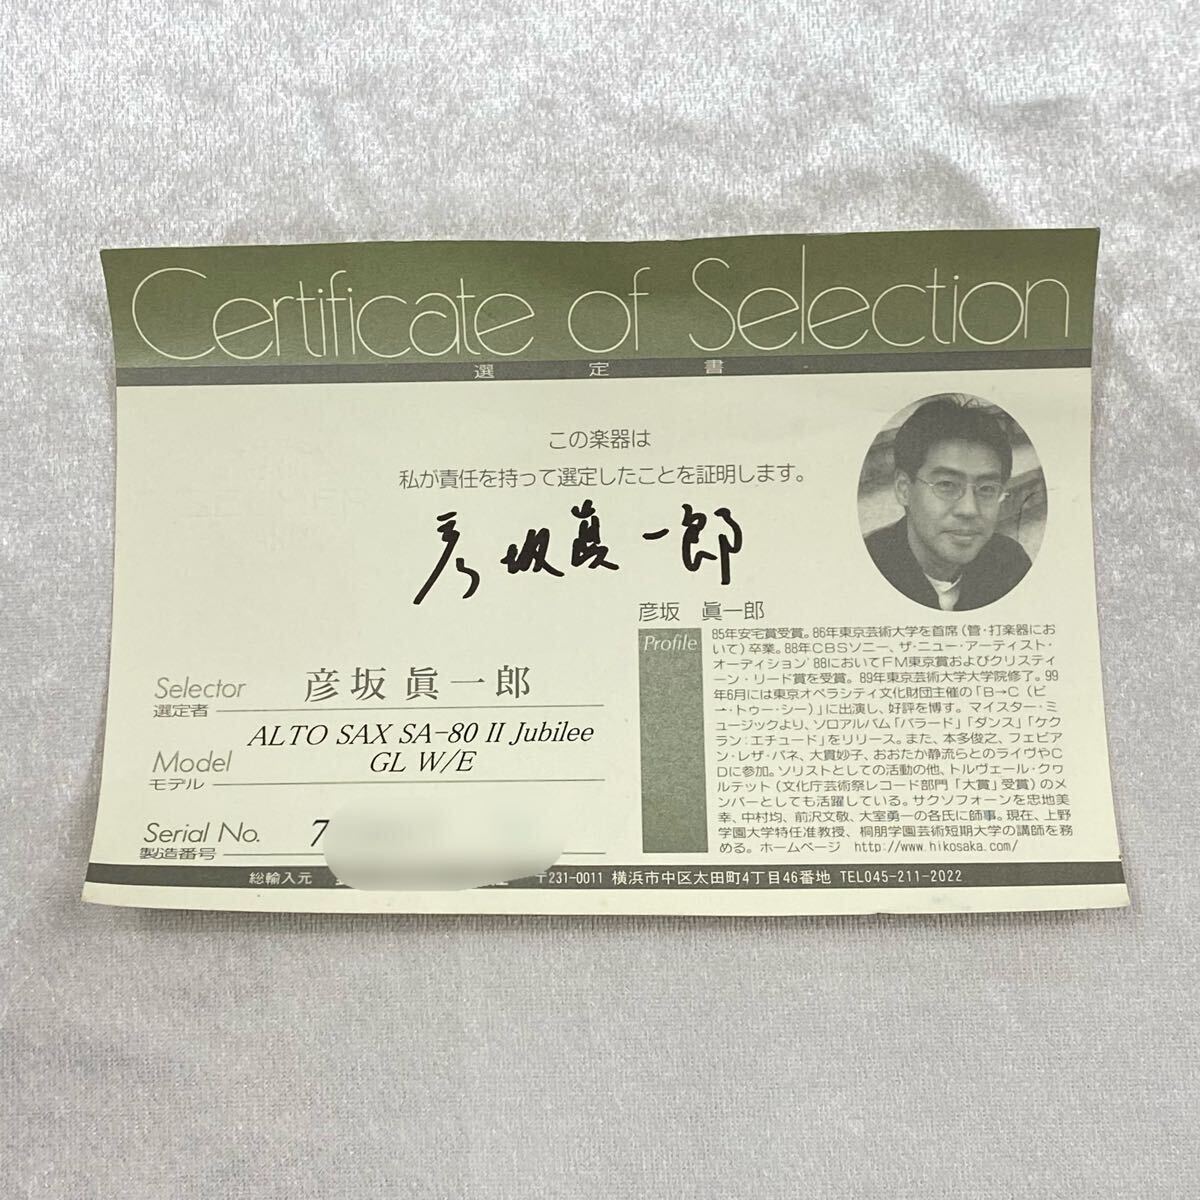 Certificate of Selection
選定書
この楽器は
私が責任を持って選定したことを証明します。
彦坂眞一郎
彦坂 眞一郎
Profile
85年安宅賞受賞。86年東京芸術大学を首席(管・打楽器にお
いて)卒業。88年CBSソニー、ザ・ニュー・アーティスト・
オーディション'88においてFM東京賞およびクリスティ
ーン・リード賞を受賞。89年東京芸術大学大学院修了。99
年6月には東京オペラシティ文化財団主催の「B→C(ビ
ー・トゥー・シー)」に出演し、好評を博す。マイスター・ミ
ュージックより、ソロアルバム「バラード」「ダンス」「ケク
ラン:エチュード」をリリース。また、本多俊之、フェビア
ン・レザ・パネ、大貫妙子、おおたか静流らとのライヴやC
Dに参加。ソリストとしての活動の他、トルヴェール・クヮ
ルテット(文化庁芸術祭レコード部門「大賞」受賞)のメ
ンバーとしても活躍している。サクソフォーンを忠地美
幸、中村均、前沢文敬、大室勇一の各氏に師事。現在、上野
学園大学特任准教授、桐朋学園芸術短期大学の講師を務
める。ホームページ http://www.hikosaka.com/
Selector 彦坂眞一郎
選定者
ALTO SAX SA-80 II Jubilee
Model GL W/E
モデル
Serial No. 7
製造番号
総輸入元 〒231-0011 横浜市中区太田町4丁目46番地 TEL045-211-2022